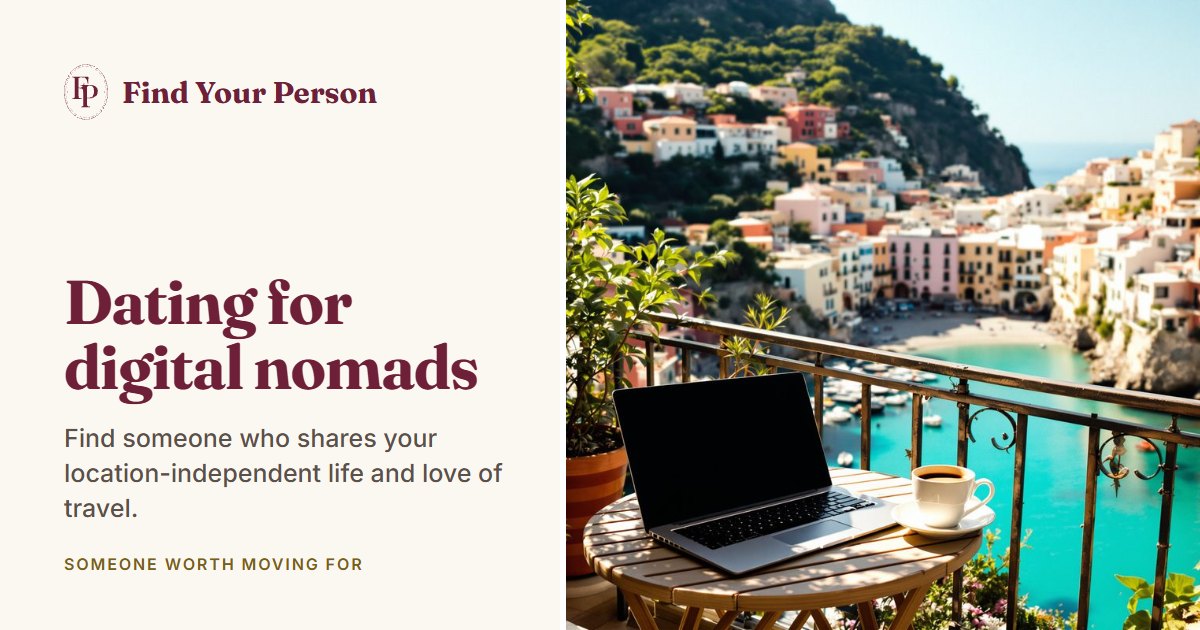 FP
Find Your Person
Dating for
digital nomads
Find someone who shares your
location-independent life and love of
travel.
SOMEONE WORTH MOVING FOR